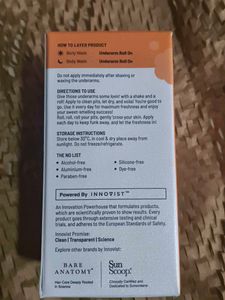 HOW TO LAYER PRODUCT
Body Wash Underarm Roll On
Body Wash Underarm Roll On
Do not apply immediately after shaving or
waxing the underarms.
DIRECTIONS TO USE
Give those underarms some lovin' with a shake and a
roll! Apply to clean pits, let dry, and voila! You're good to
go. Use it every day for maximum freshness and enjoy
your sweet-smelling success!
Roll, roll, roll your pits, gently 'cross your skin. Apply
each day to keep funk away, and let the freshness in!
STORAGE INSTRUCTIONS
Store below 30°C, in cool & dry place away from
sunlight. Do not freeze/refrigerate.
THE NO LIST
• Alcohol-free • Silicone-free
• Aluminium-free • Dye-free
• Paraben-free
Powered By INNOVIST™
An Innovation Powerhouse that formulates products,
which are scientifically proven to show results. Every
product goes through extensive testing and clinical
trials, and adheres to the European Standards of Safety.
Innovist Promise:
Clean | Transparent | Science
Explore other brands by Innovist:
BARE
ANATOMY
Hair Care Deeply Rooted
in Science
Sun
Scoop
Clinically Certified and
Dedicated to Suncare